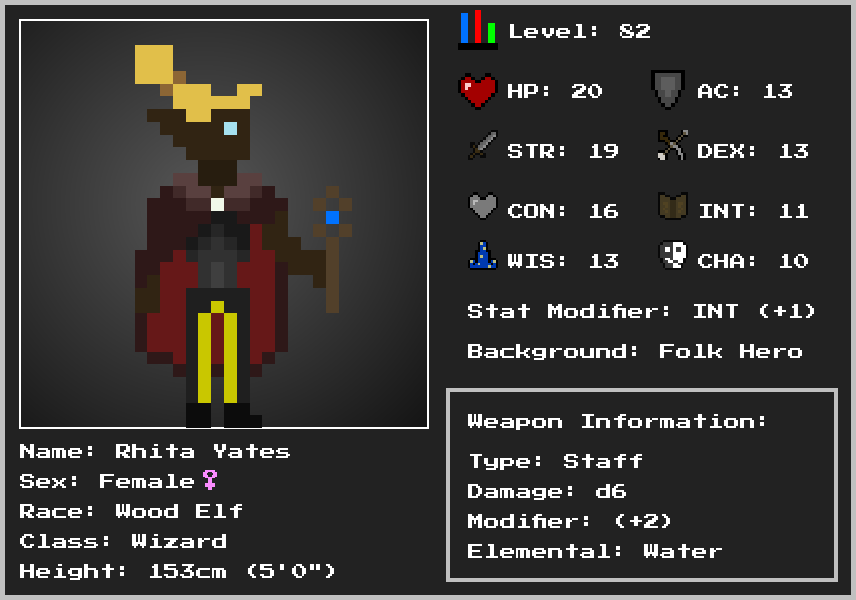 Level: 82
HP: 20 AC: 13
STR: 19 DEX: 13
CON: 16 INT: 11
WIS: 13 CHA: 10
Stat Modifier: INT (+1)
Background: Folk Hero
Weapon Information:
Type: Staff
Damage: d6
Modifier: (+2)
Elemental: Water
Name: Rhita Yates
Sex: Female♀
Race: Wood Elf
Class: Wizard
Height: 153cm (5'0")